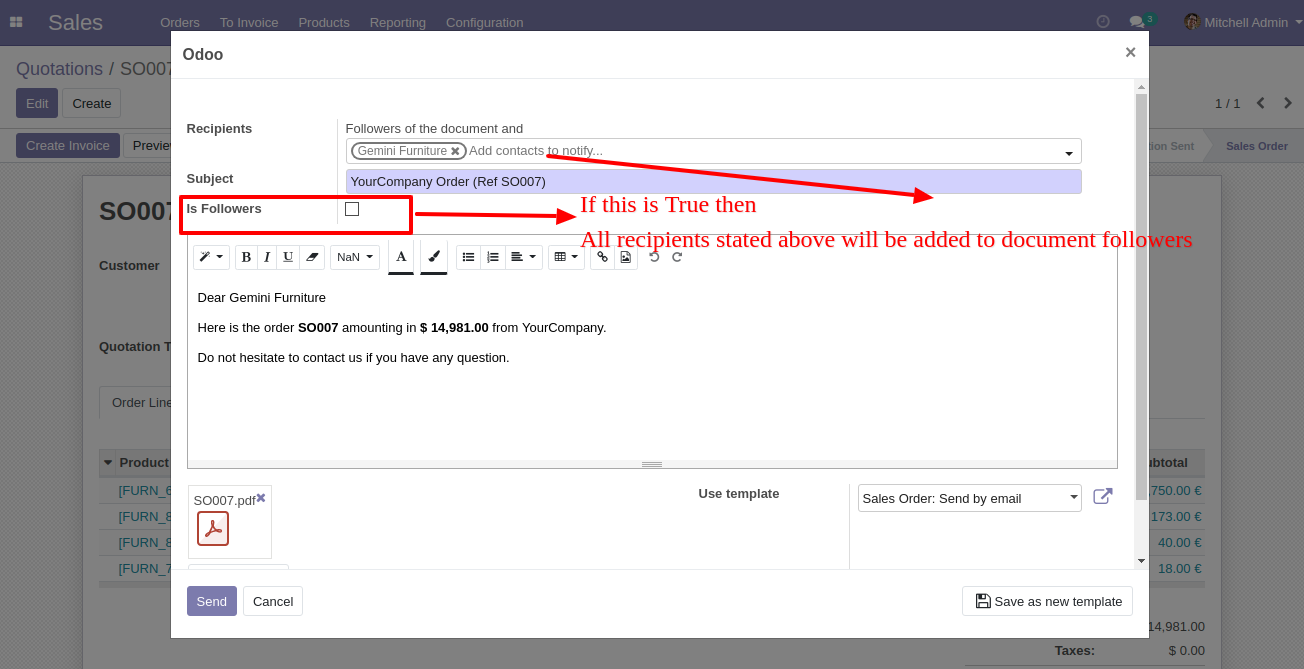 Sales Orders To Invoice Products Reporting Configuration 3 Mitchell Admin
Odoo ×
Quotations / SO007
Edit Create 1 / 1
Recipients Followers of the document and
Create Invoice Gemini Furniture Add contacts to notify... Sales Order
Subject YourCompany Order (Ref SO007)
SO007 Is Followers If this is True then
All recipients stated above will be added to document followers
B I U NaN A
Customer
Dear Gemini Furniture
Here is the order SO007 amounting in $ 14,981.00 from YourCompany.
Quotation T
Do not hesitate to contact us if you have any question.
Order Line
Product
[FURN_6 750.00 €
SO007.pdf Use template Sales Order: Send by email
[FURN_8 173.00 €
[FURN_8 40.00 €
[FURN_7 18.00 €
Send Cancel Save as new template
14,981.00
Taxes: $ 0.00